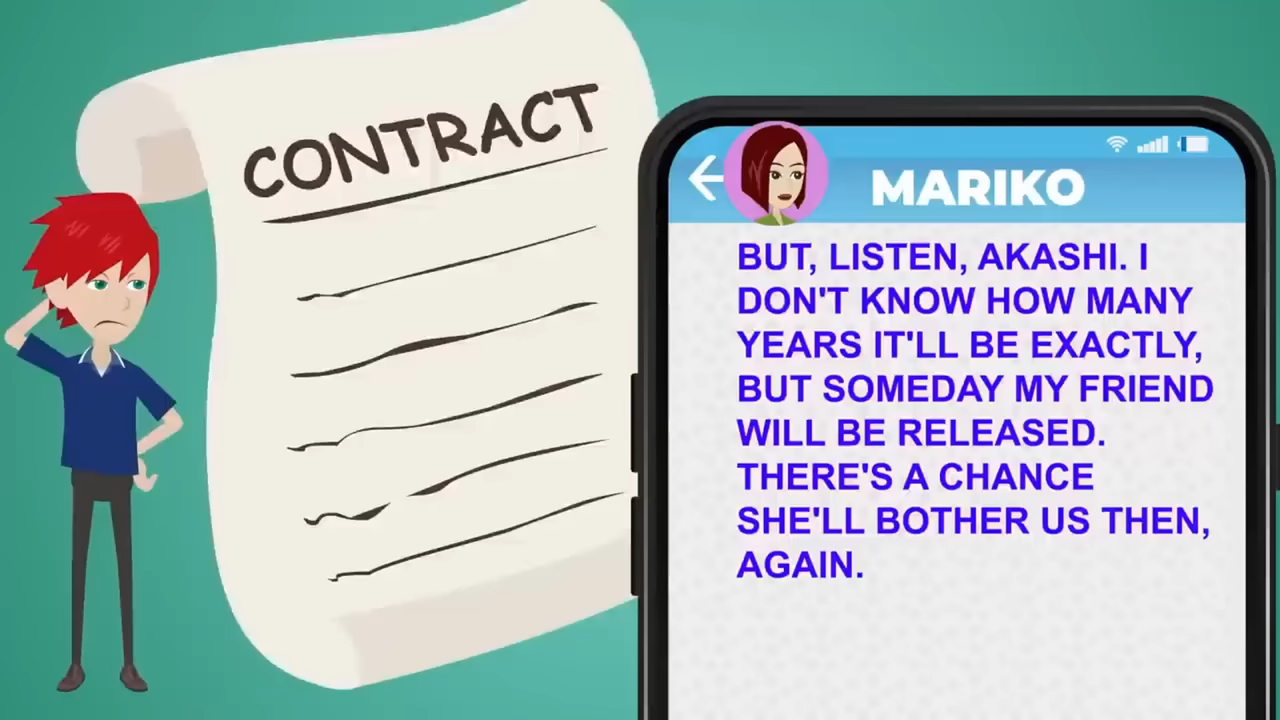 CONTRACT
MARIKO
BUT, LISTEN, AKASHI. I
DON'T KNOW HOW MANY
YEARS IT'LL BE EXACTLY,
BUT SOMEDAY MY FRIEND
WILL BE RELEASED.
THERE'S A CHANCE
SHE'LL BOTHER US THEN,
AGAIN.